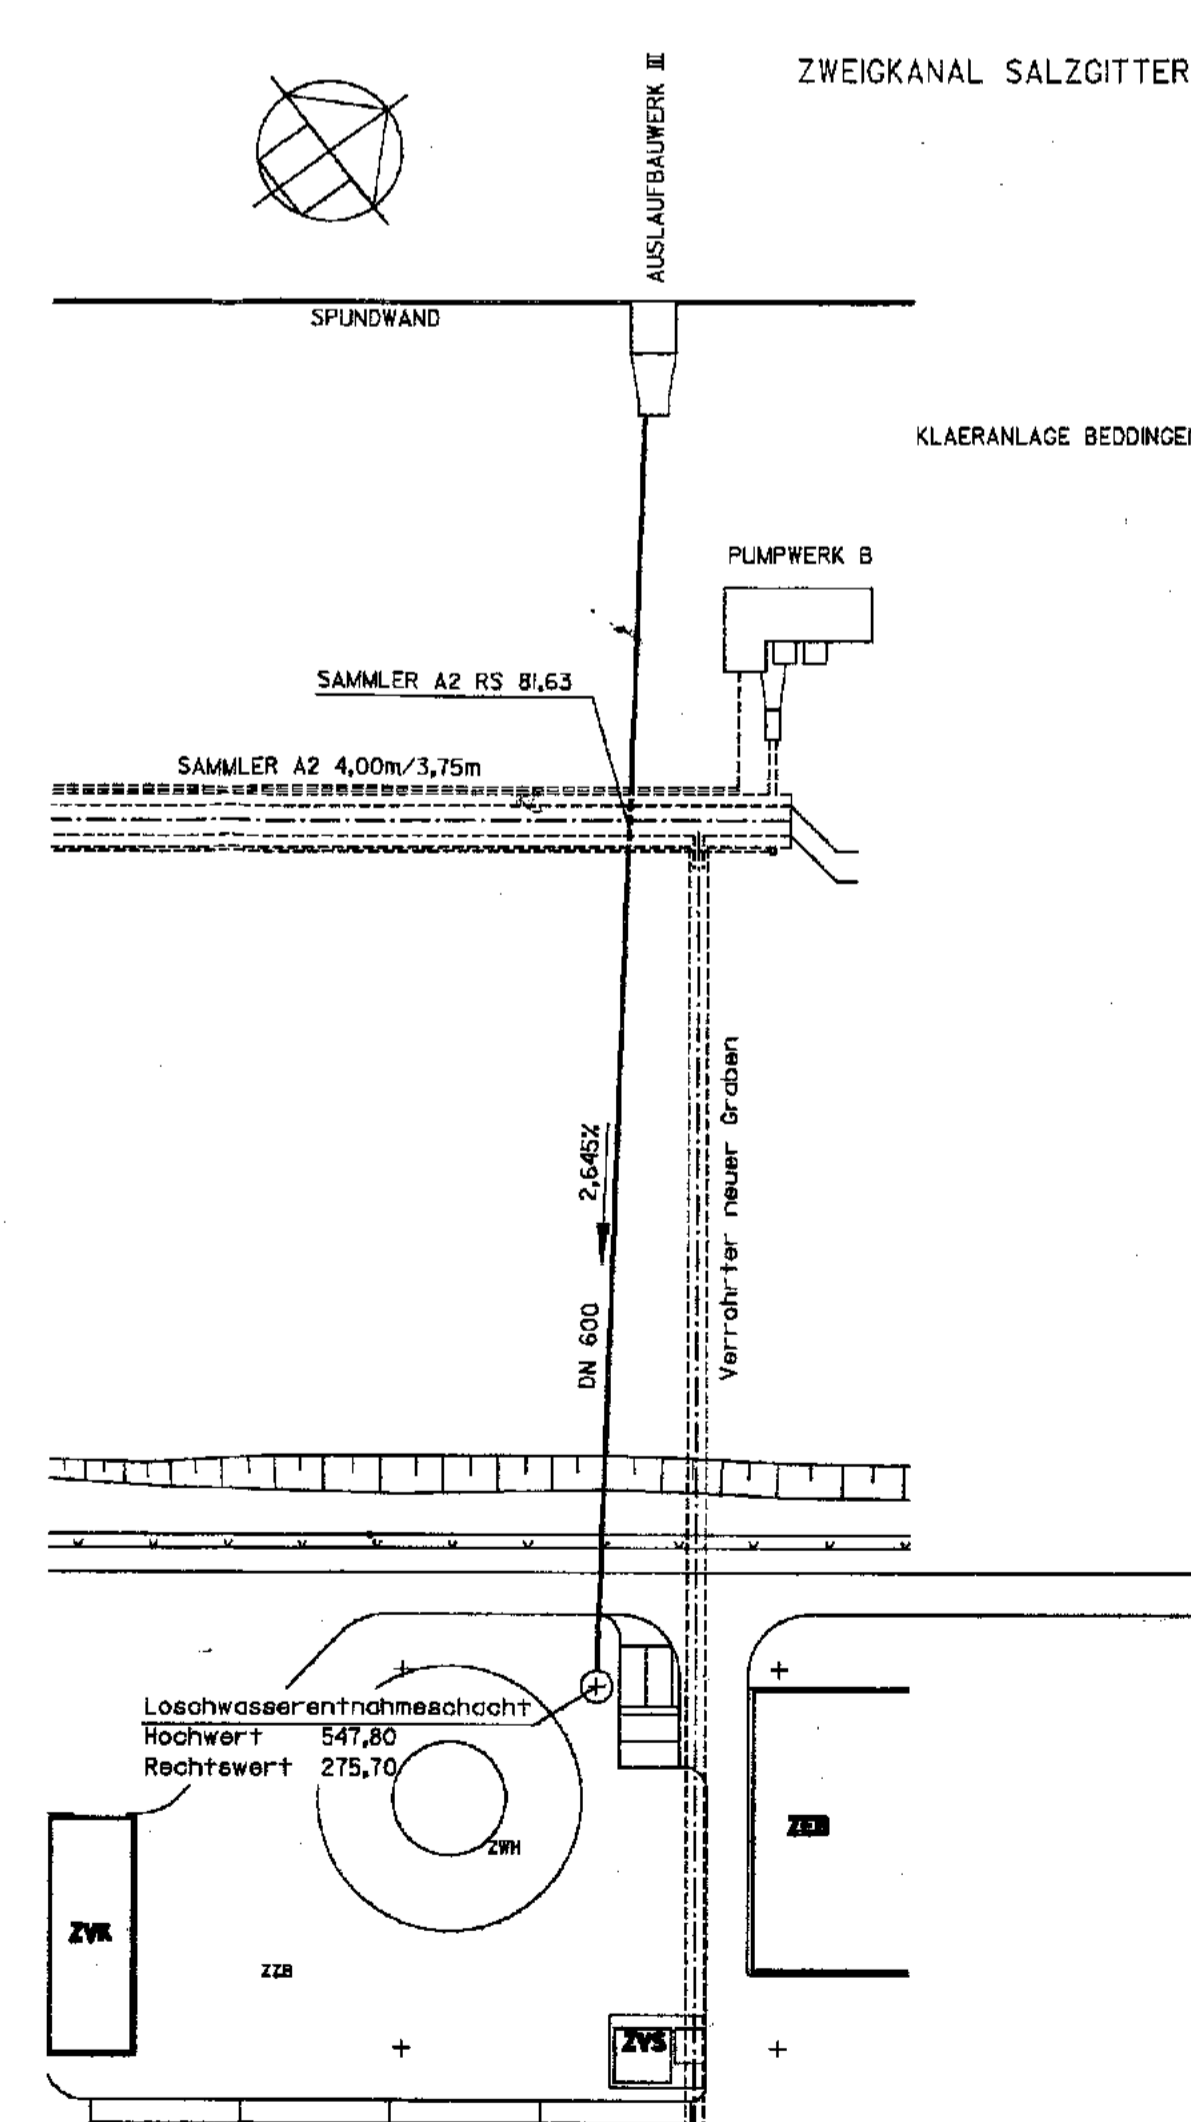 ZWEIGKANAL SALZGITTER
AUSLAUFBAUWERK III
SPUNDWAND
KLAERANLAGE BEDDINGE
PUMPWERK B
SAMMLER A2 RS 81,63
SAMMLER A2 4,00m/3,75m
Verrohrter neuer Graben
2,645%
DN 600
Loschwasserentnahmeschacht
Hochwert 547,80
Rechtswert 275,70
ZWH
ZVK
ZZB
ZVS